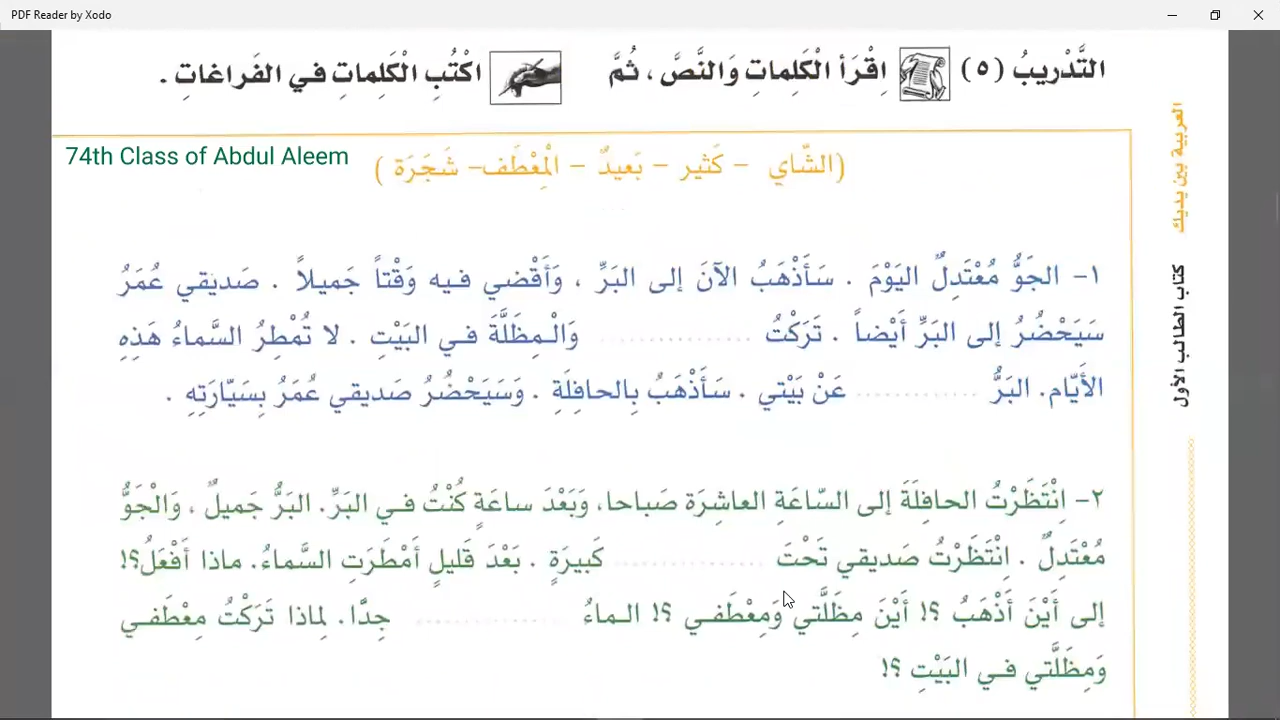 PDF Reader by Xodo
التَّدْرِيبُ (٥) اِقْرَأ الْكَلِماتِ وَالنَّصَّ ، ثُمَّ اكْتُبِ الْكَلِماتِ في الفَراغاتِ .
74th Class of Abdul Aleem
(الشّاي – كَثير – بَعيدٌ – الْمِعْطَف– شَجَرَة )
١- الجَوُّ مُعْتَدِلٌ اليَوْمَ . سَأَذْهَبُ الآنَ إلى البَرِّ ، وَأَقْضي فيه وَقْتاً جَميلاً . صَديقي عُمَرُ
سَيَحْضُرُ إلى البَرِّ أَيْضاً . تَرَكْتُ .............. وَالْمِظَلَّةَ في البَيْتِ . لا تُمْطِرُ السَّماءُ هَذِهِ
الأَيّام. البَرُّ ............ عَنْ بَيْتي . سَأَذْهَبُ بِالحافِلَةِ . وَسَيَحْضُرُ صَديقي عُمَرُ بِسَيّارَتِهِ .
٢- اِنْتَظَرْتُ الحافِلَةَ إلى السّاعَةِ العاشِرَة صَباحا، وَبَعْدَ ساعَةٍ كُنْتُ في البَرِّ. البَرُّ جَميلٌ ، وَالْجَوُّ
مُعْتَدِلٌ . اِنْتَظَرْتُ صَديقي تَحْتَ .............. كَبيرَةٍ . بَعْدَ قَليلٍ أَمْطَرَتِ السَّماءُ. ماذا أَفْعَلُ؟!
إلى أَيْنَ أَذْهَبُ ؟! أَيْنَ مِظَلَّتي وَمِعْطَفي ؟! الماءُ .............. جِدًّا. لِماذا تَرَكْتُ مِعْطَفي
وَمِظَلَّتي في البَيْتِ ؟!
العربية بين يديك
كتاب الطالب الأول